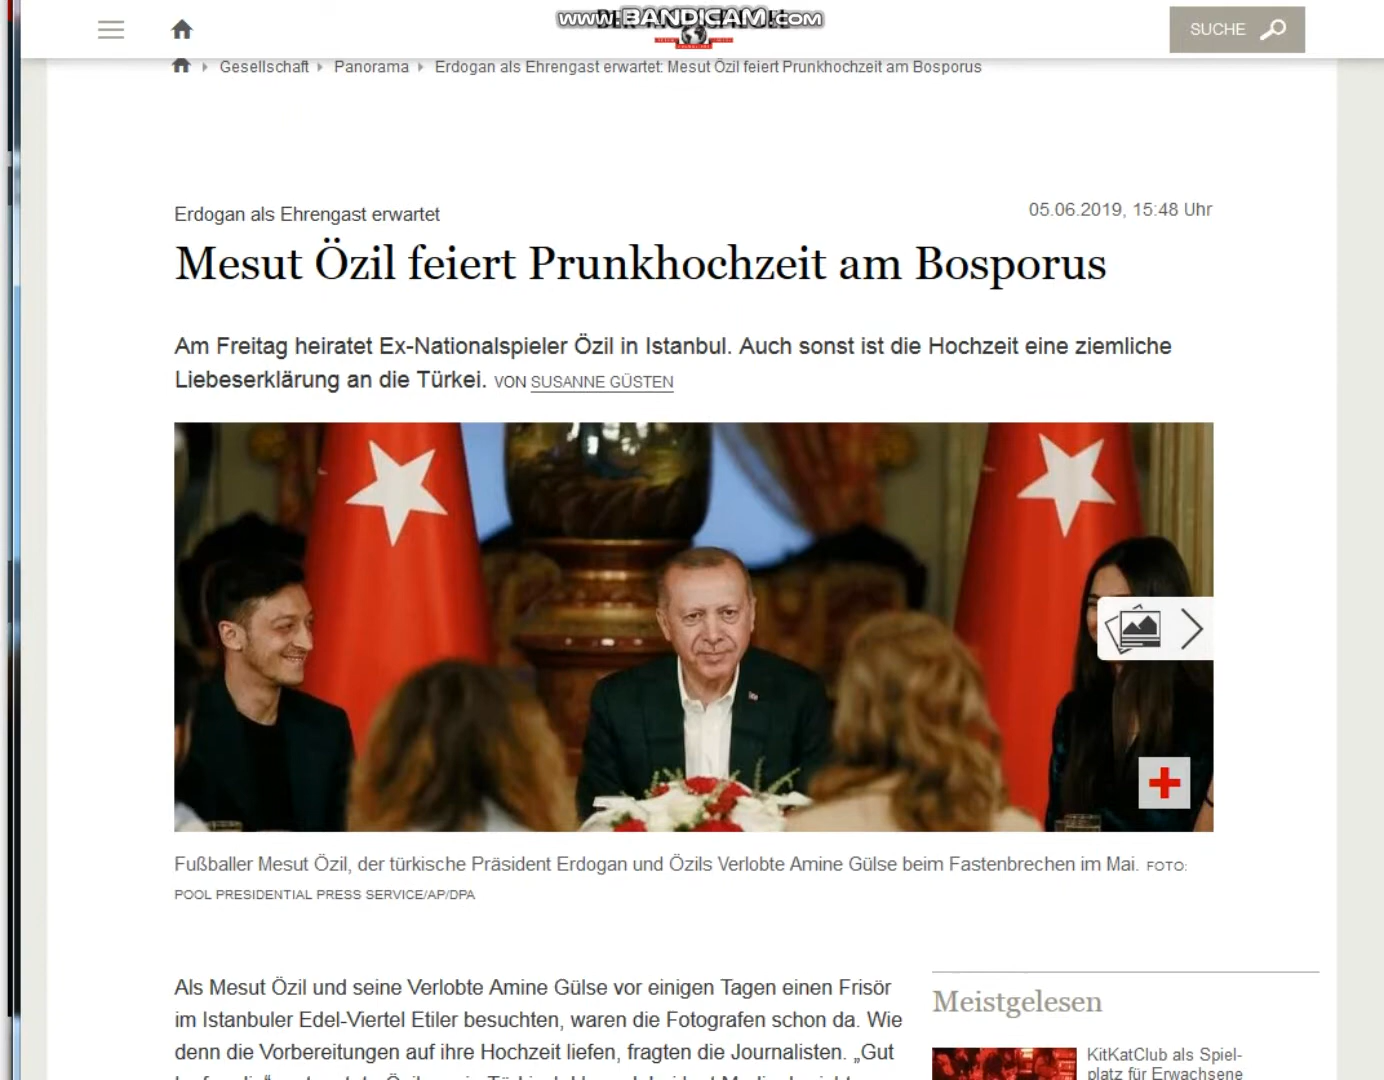 www.BANDICAM.com
SUCHE
Gesellschaft
Panorama
Erdogan als Ehrengast erwartet: Mesut Özil feiert Prunkhochzeit am Bosporus
Erdogan als Ehrengast erwartet
05.06.2019, 15:48 Uhr
Mesut Özil feiert Prunkhochzeit am Bosporus
Am Freitag heiratet Ex-Nationalspieler Özil in Istanbul. Auch sonst ist die Hochzeit eine ziemliche
Liebeserklärung an die Türkei. VON SUSANNE GÜSTEN
Fußballer Mesut Özil, der türkische Präsident Erdogan und Özils Verlobte Amine Gülse beim Fastenbrechen im Mai. FOTO:
POOL PRESIDENTIAL PRESS SERVICE/AP/DPA
Als Mesut Özil und seine Verlobte Amine Gülse vor einigen Tagen einen Frisör
im Istanbuler Edel-Viertel Etiler besuchten, waren die Fotografen schon da. Wie
denn die Vorbereitungen auf ihre Hochzeit liefen, fragten die Journalisten. „Gut
Meistgelesen
KitKatClub als Spiel-
platz für Erwachsene